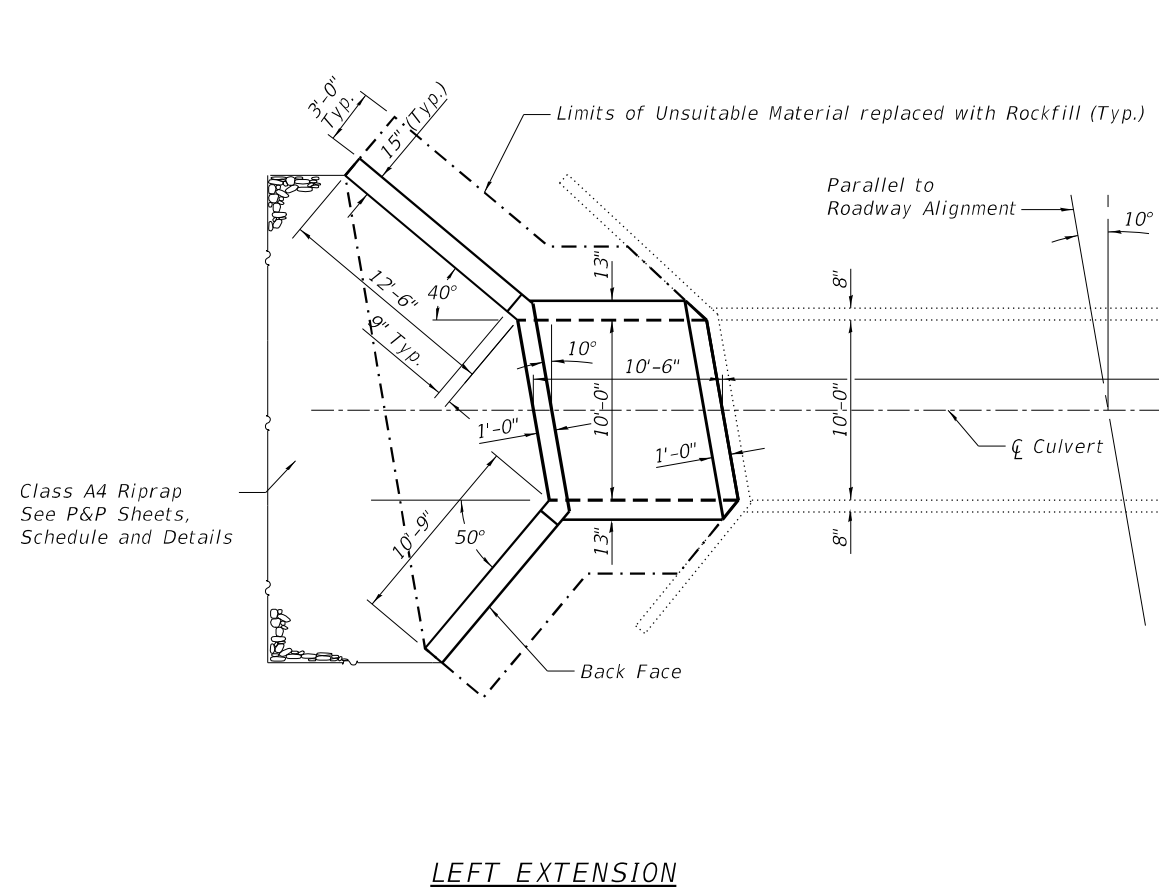 3'-0"
Typ.
15" (Typ.)
Limits of Unsuitable Material replaced with Rockfill (Typ.)
Parallel to
Roadway Alignment
10°
13"
8"
12'-6"
40°
9" Typ.
10°
10'-6"
10'-0"
10'-0"
1'-0"
1'-0"
℄ Culvert
Class A4 Riprap
See P&P Sheets,
Schedule and Details
10'-9"
50°
13"
8"
Back Face
LEFT EXTENSION